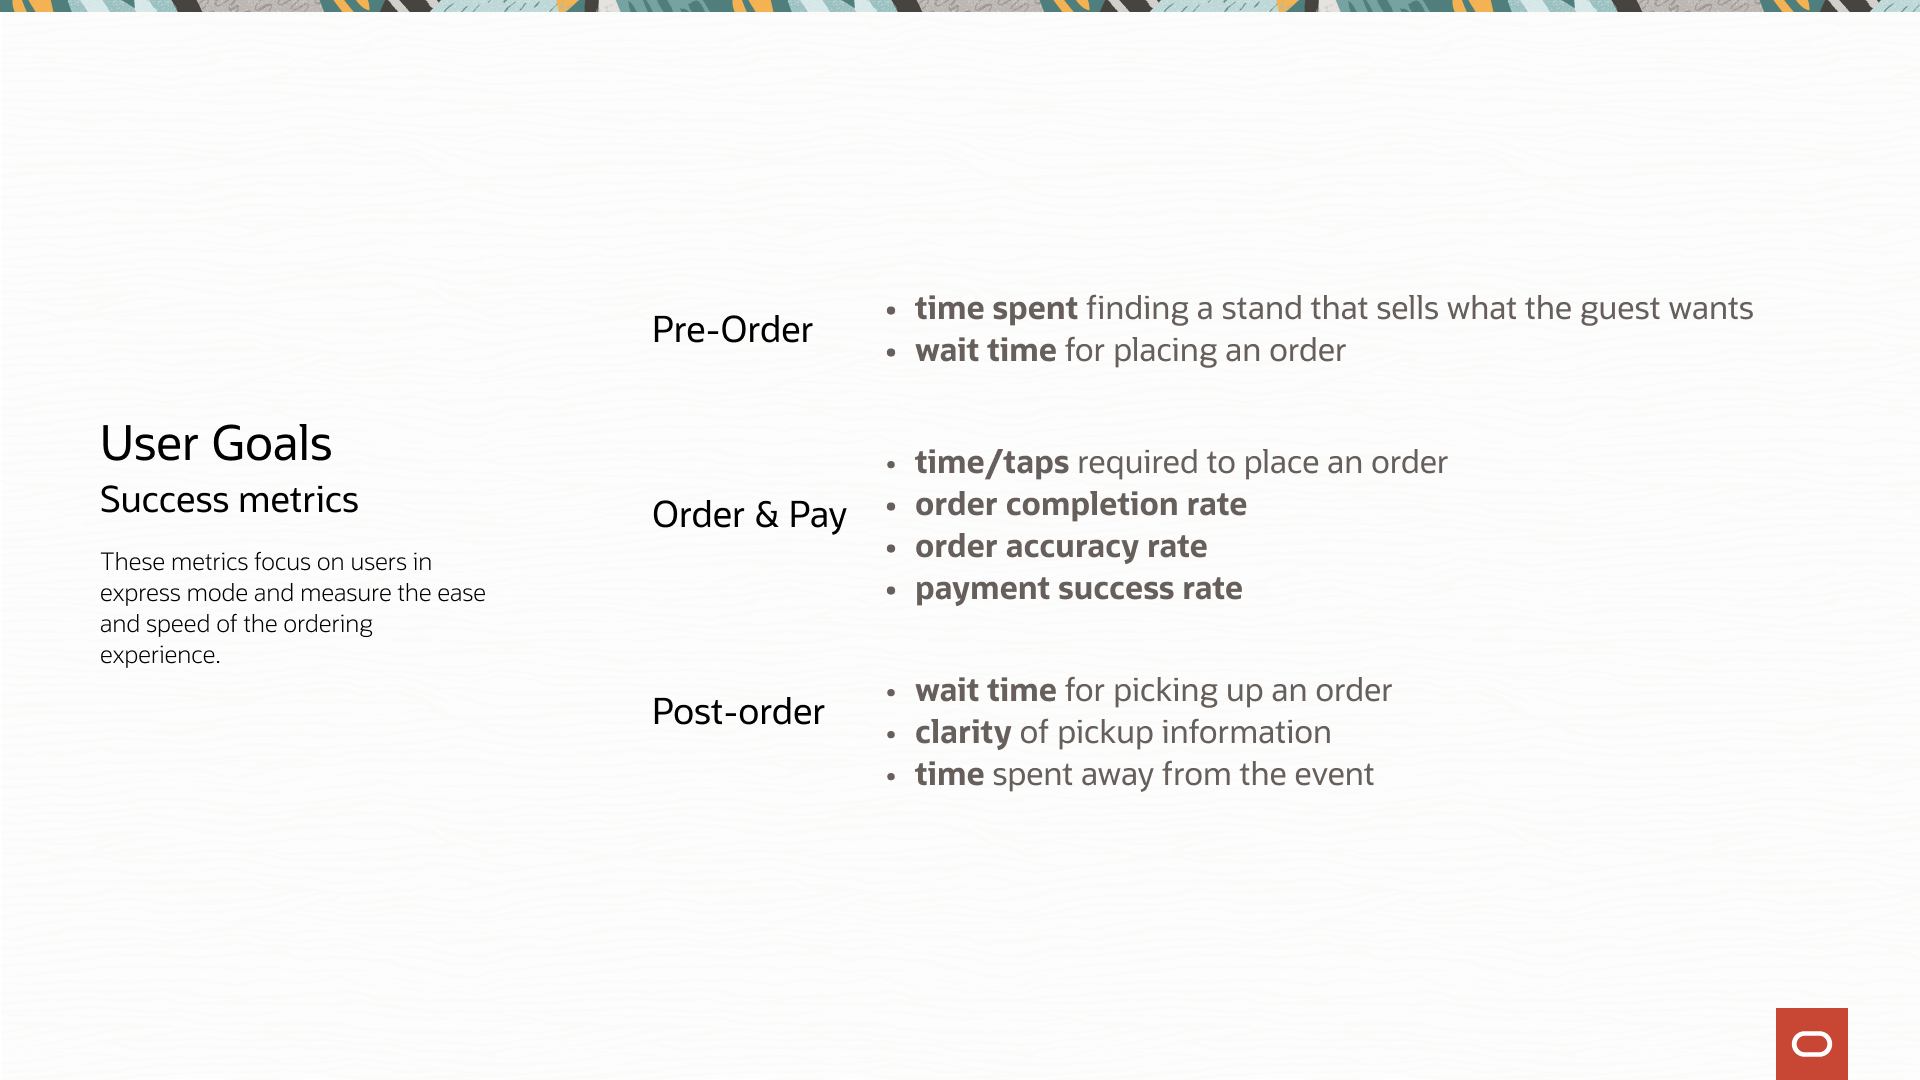 User Goals
Success metrics
These metrics focus on users in
express mode and measure the ease
and speed of the ordering
experience.
Pre-Order
• time spent finding a stand that sells what the guest wants
• wait time for placing an order
Order & Pay
• time/taps required to place an order
• order completion rate
• order accuracy rate
• payment success rate
Post-order
• wait time for picking up an order
• clarity of pickup information
• time spent away from the event